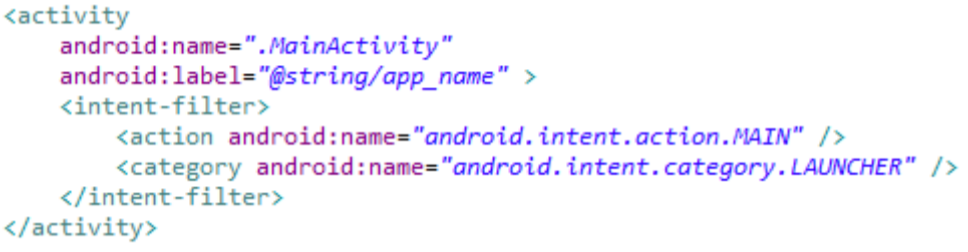 <activity
    android:name=".MainActivity"
    android:label="@string/app_name" >
    <intent-filter>
        <action android:name="android.intent.action.MAIN" />
        <category android:name="android.intent.category.LAUNCHER" />
    </intent-filter>
</activity>